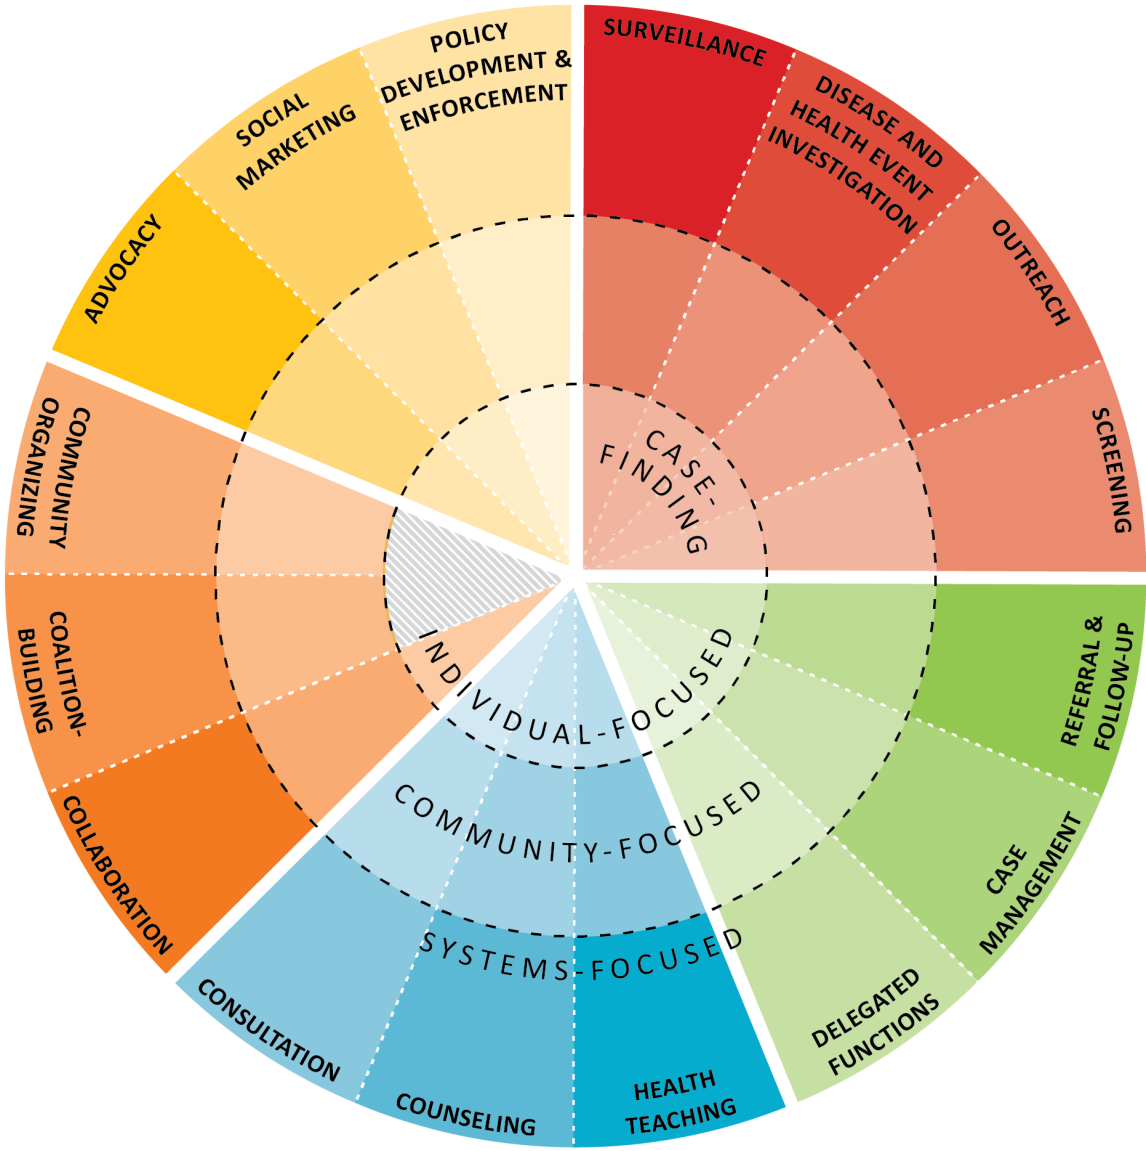 SURVEILLANCE
DISEASE AND
HEALTH EVENT
INVESTIGATION
OUTREACH
SCREENING
REFERRAL &
FOLLOW-UP
CASE
MANAGEMENT
DELEGATED
FUNCTIONS
HEALTH
TEACHING
COUNSELING
CONSULTATION
COLLABORATION
COALITION-
BUILDING
COMMUNITY
ORGANIZING
ADVOCACY
SOCIAL
MARKETING
POLICY
DEVELOPMENT &
ENFORCEMENT
CASE-
FINDING
INDIVIDUAL-FOCUSED
COMMUNITY-FOCUSED
SYSTEMS-FOCUSED